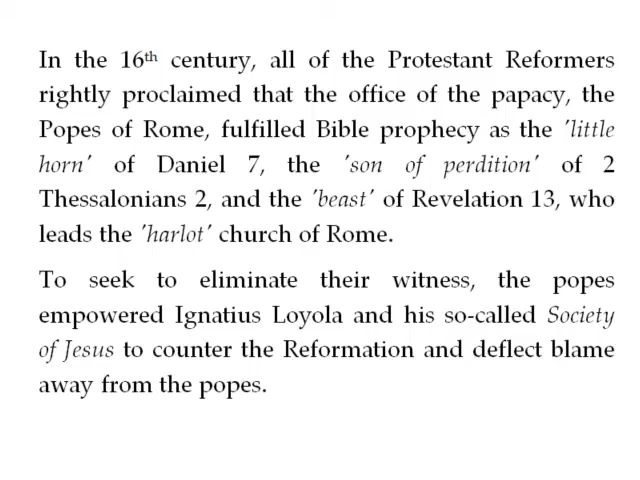 In the 16th century, all of the Protestant Reformers
rightly proclaimed that the office of the papacy, the
Popes of Rome, fulfilled Bible prophecy as the 'little
horn' of Daniel 7, the 'son of perdition' of 2
Thessalonians 2, and the 'beast' of Revelation 13, who
leads the 'harlot' church of Rome.
To seek to eliminate their witness, the popes
empowered Ignatius Loyola and his so-called Society
of Jesus to counter the Reformation and deflect blame
away from the popes.